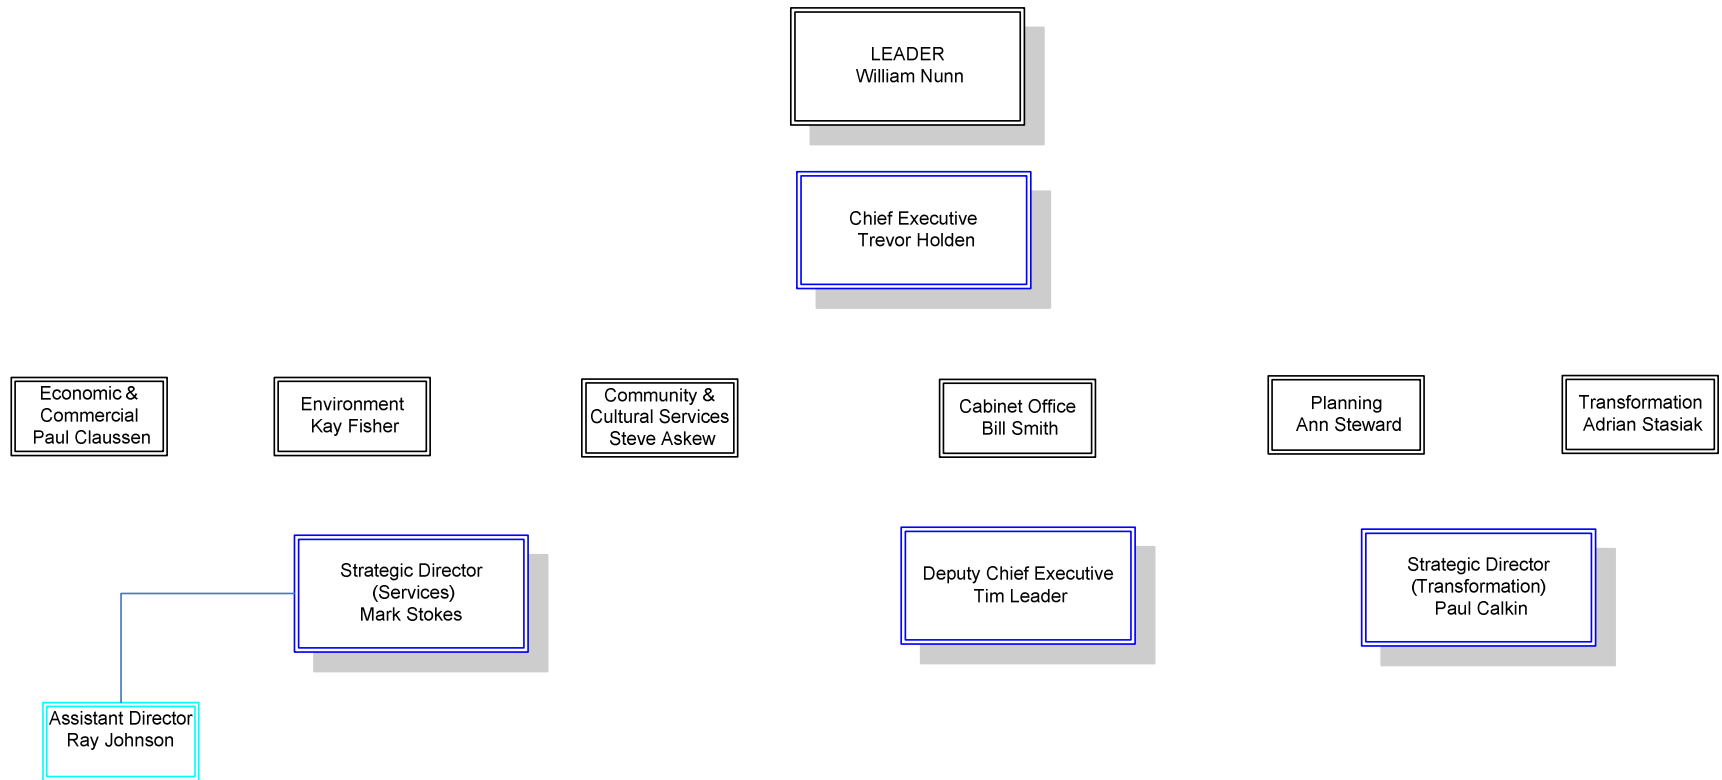 LEADER
William Nunn
Chief Executive
Trevor Holden
Economic &
Commercial
Paul Claussen
Environment
Kay Fisher
Community &
Cultural Services
Steve Askew
Cabinet Office
Bill Smith
Planning
Ann Steward
Transformation
Adrian Stasiak
Strategic Director
(Services)
Mark Stokes
Deputy Chief Executive
Tim Leader
Strategic Director
(Transformation)
Paul Calkin
Assistant Director
Ray Johnson